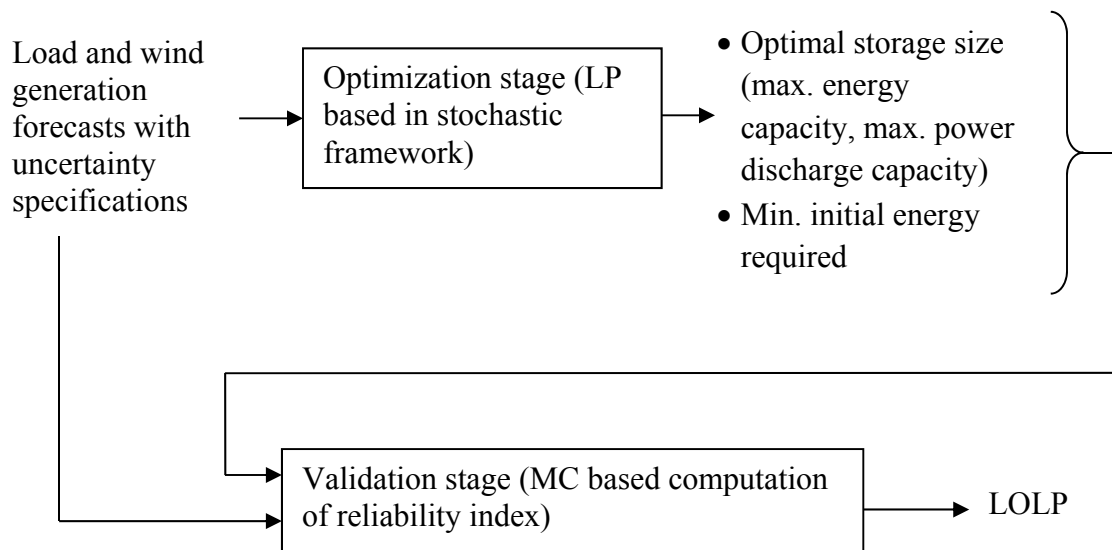 Load and wind
generation
forecasts with
uncertainty
specifications
Optimization stage (LP
based in stochastic
framework)
• Optimal storage size
(max. energy
capacity, max. power
discharge capacity)
• Min. initial energy
required
Validation stage (MC based computation
of reliability index)
LOLP